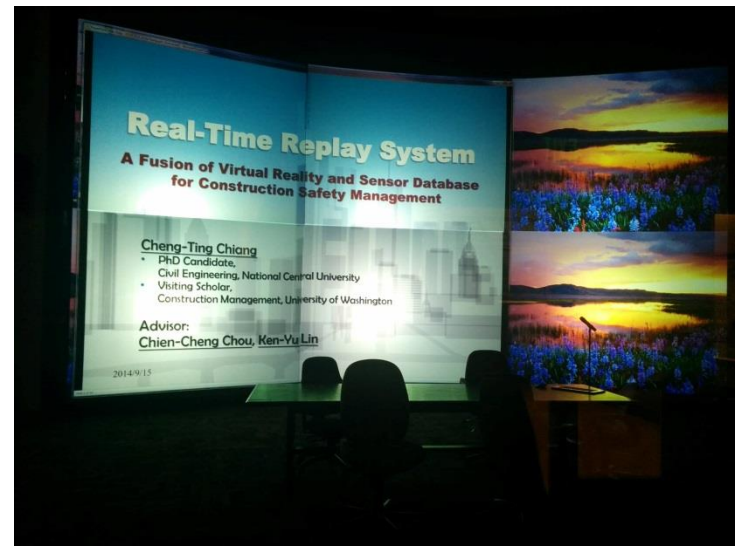 Real-Time Replay System
A Fusion of Virtual Reality and Sensor Database
for Construction Safety Management
Cheng-Ting Chiang
• PhD Candidate,
Civil Engineering, National Central University
• Visiting Scholar,
Construction Management, University of Washington
Advisor:
Chien-Cheng Chou, Ken-Yu Lin
2014/9/15